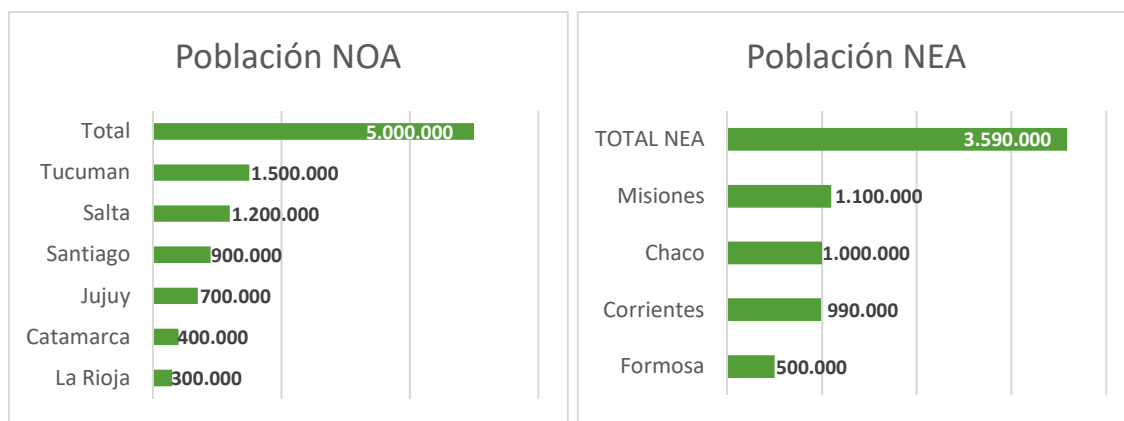 Población NOA
Total 5.000.000
Tucuman 1.500.000
Salta 1.200.000
Santiago 900.000
Jujuy 700.000
Catamarca 400.000
La Rioja 300.000
Población NEA
TOTAL NEA 3.590.000
Misiones 1.100.000
Chaco 1.000.000
Corrientes 990.000
Formosa 500.000